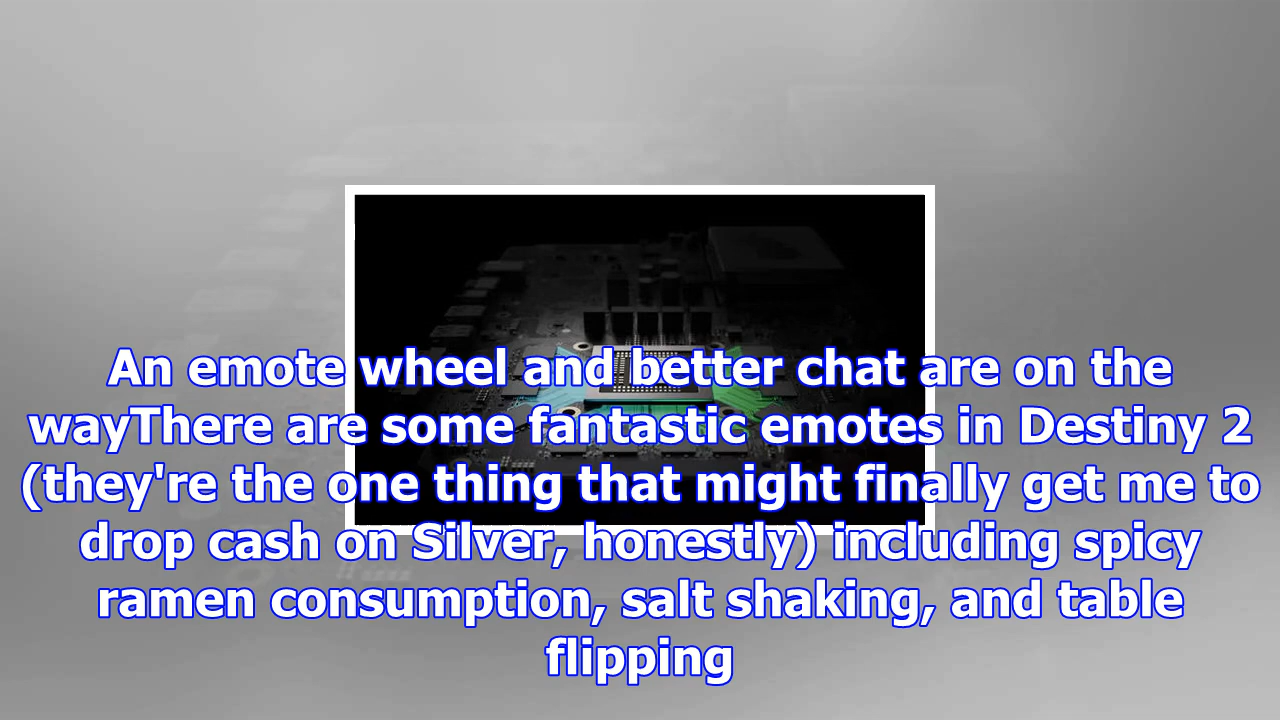 An emote wheel and better chat are on the
wayThere are some fantastic emotes in Destiny 2
(they're the one thing that might finally get me to
drop cash on Silver, honestly) including spicy
ramen consumption, salt shaking, and table
flipping